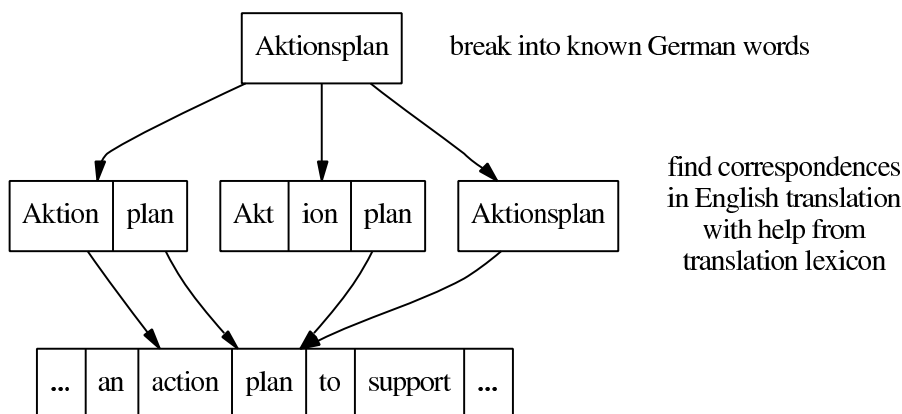 Aktionsplan
break into known German words
Aktion plan
Akt ion plan
Aktionsplan
find correspondences
in English translation
with help from
translation lexicon
... an action plan to support ...